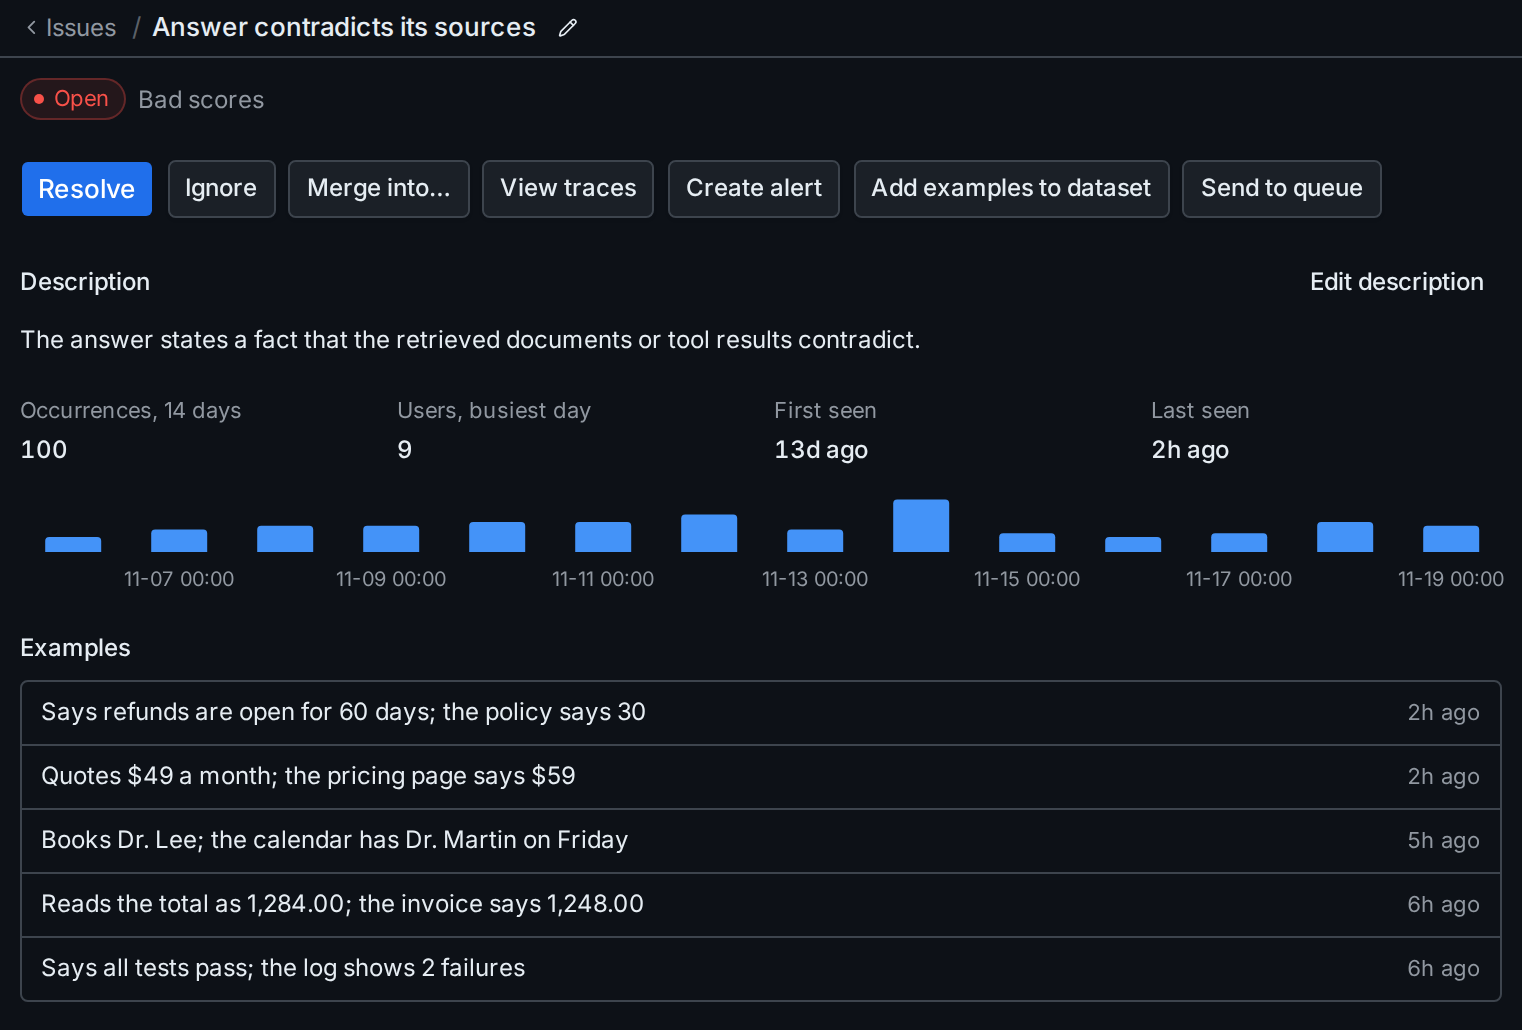 Issues / Answer contradicts its sources
Open Bad scores
Resolve Ignore Merge into... View traces Create alert Add examples to dataset Send to queue
Description Edit description
The answer states a fact that the retrieved documents or tool results contradict.
Occurrences, 14 days Users, busiest day First seen Last seen
100 9 13d ago 2h ago
11-07 00:00 11-09 00:00 11-11 00:00 11-13 00:00 11-15 00:00 11-17 00:00 11-19 00:00
Examples
Says refunds are open for 60 days; the policy says 30 2h ago
Quotes $49 a month; the pricing page says $59 2h ago
Books Dr. Lee; the calendar has Dr. Martin on Friday 5h ago
Reads the total as 1,284.00; the invoice says 1,248.00 6h ago
Says all tests pass; the log shows 2 failures 6h ago